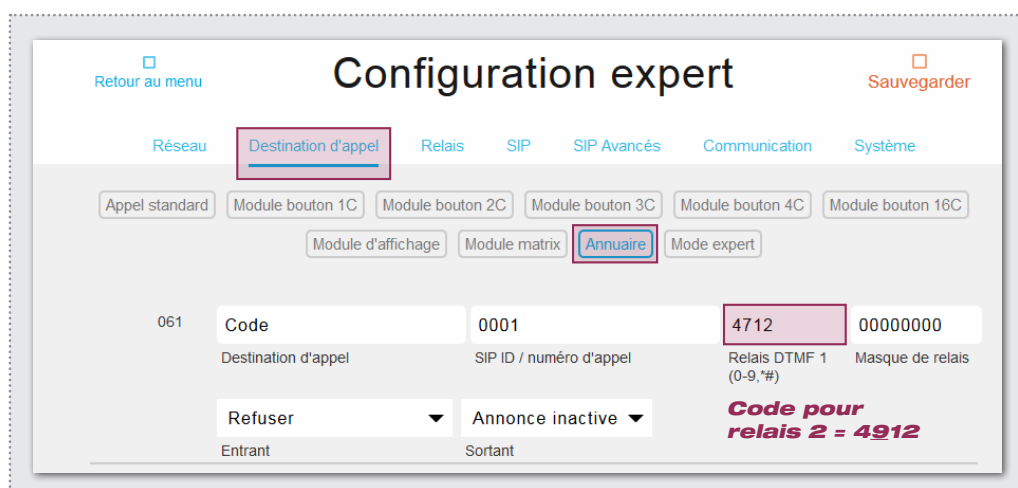 Retour au menu
Configuration expert
Sauvegarder
Réseau Destination d'appel Relais SIP SIP Avancés Communication Système
Appel standard Module bouton 1C Module bouton 2C Module bouton 3C Module bouton 4C Module bouton 16C
Module d'affichage Module matrix Annuaire Mode expert
061 Code 0001 4712 00000000
Destination d'appel SIP ID / numéro d'appel Relais DTMF 1 Masque de relais
(0-9,*#)
Refuser Annonce inactive
Entrant Sortant
Code pour
relais 2 = 4912